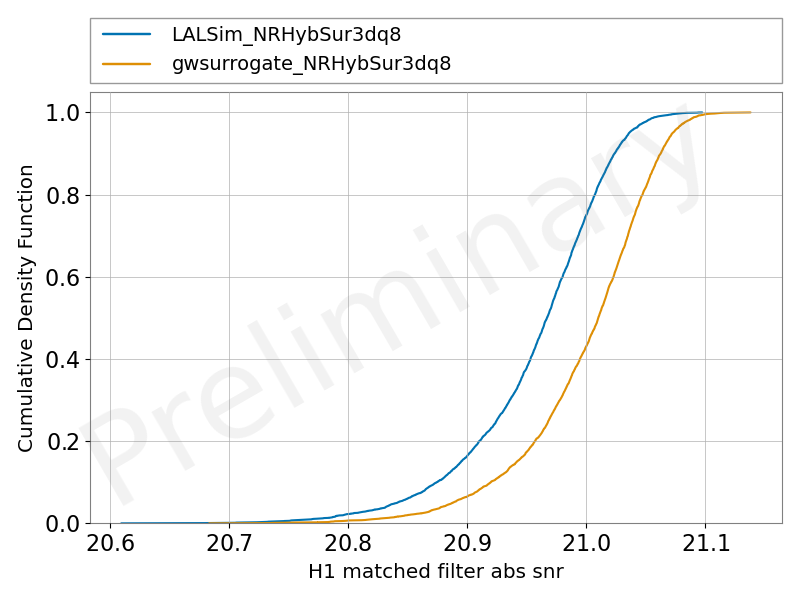 LALSim_NRHybSur3dq8
gwsurrogate_NRHybSur3dq8
1.0
0.8
0.6
0.4
0.2
0.0
Cumulative Density Function
Preliminary
20.6 20.7 20.8 20.9 21.0 21.1
H1 matched filter abs snr